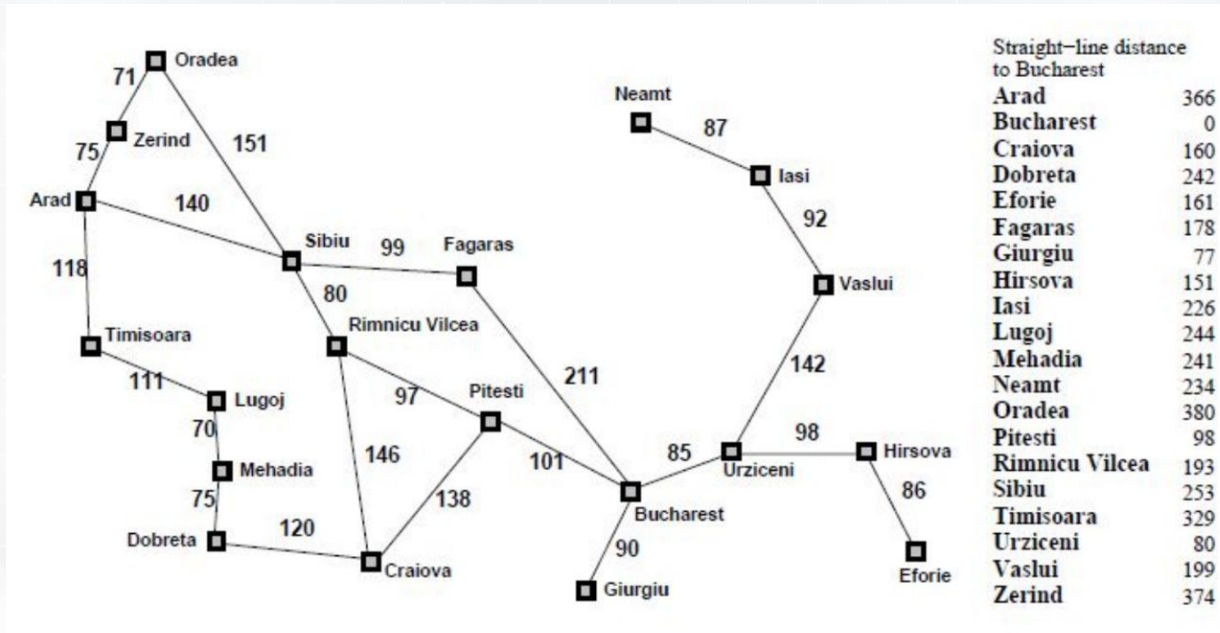 Oradea
71
Neamt
87
Zerind
151
75
Iasi
Arad
140
92
Sibiu
99
Fagaras
118
80
Vaslui
Rimnicu Vilcea
Timisoara
142
111
211
Lugoj
97
Pitesti
70
98
Hirsova
146
101
85
Urziceni
Mehadia
86
75
138
Bucharest
Dobreta
120
90
Eforie
Craiova
Giurgiu
Straight−line distance
to Bucharest
Arad 366
Bucharest 0
Craiova 160
Dobreta 242
Eforie 161
Fagaras 178
Giurgiu 77
Hirsova 151
Iasi 226
Lugoj 244
Mehadia 241
Neamt 234
Oradea 380
Pitesti 98
Rimnicu Vilcea 193
Sibiu 253
Timisoara 329
Urziceni 80
Vaslui 199
Zerind 374